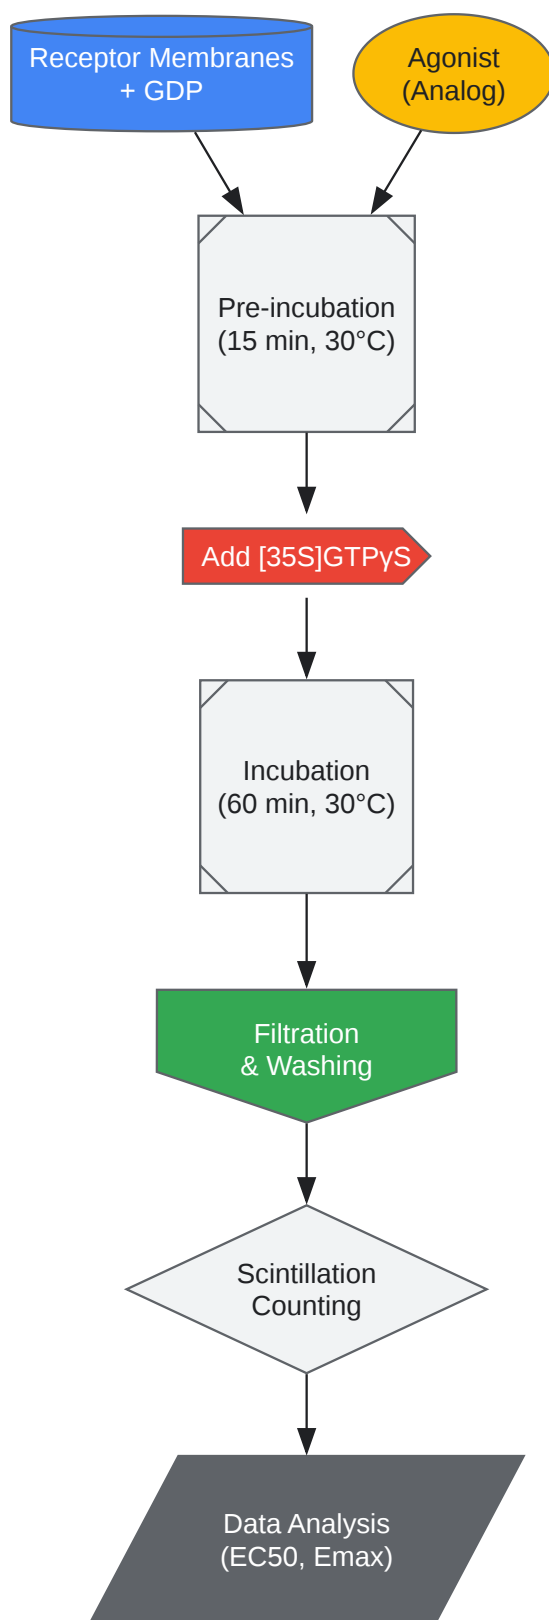 Receptor Membranes
+ GDP
Agonist
(Analog)
Pre-incubation
(15 min, 30°C)
Add [35S]GTPγS
Incubation
(60 min, 30°C)
Filtration
& Washing
Scintillation
Counting
Data Analysis
(EC50, Emax)